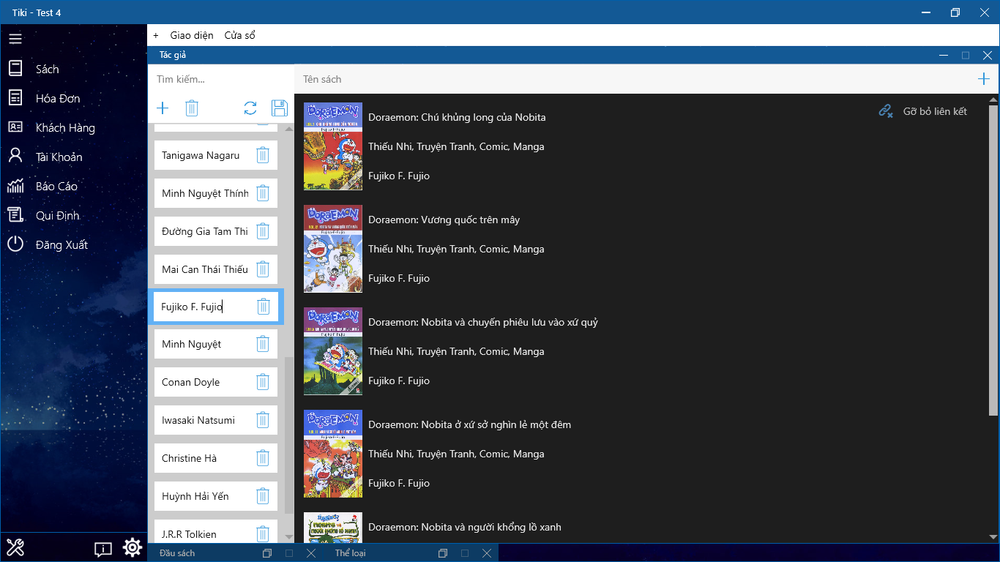 Tiki - Test 4
+ Giao diện Cửa sổ
Sách
Hóa Đơn
Khách Hàng
Tài Khoản
Báo Cáo
Qui Định
Đăng Xuất
Tác giả
Tìm kiếm...
Tanigawa Nagaru
Minh Nguyệt Thính
Đường Gia Tam Thi
Mai Can Thái Thiếu
Fujiko F. Fujio
Minh Nguyệt
Conan Doyle
Iwasaki Natsumi
Christine Hà
Huỳnh Hải Yến
J.R.R Tolkien
Tên sách
Gỡ bỏ liên kết
DORAEMON
Doraemon: Chú khủng long của Nobita
Thiếu Nhi, Truyện Tranh, Comic, Manga
Fujiko F. Fujio
DORAEMON
Doraemon: Vương quốc trên mây
Thiếu Nhi, Truyện Tranh, Comic, Manga
Fujiko F. Fujio
DORAEMON
Doraemon: Nobita và chuyến phiêu lưu vào xứ quỷ
Thiếu Nhi, Truyện Tranh, Comic, Manga
Fujiko F. Fujio
DORAEMON
Doraemon: Nobita ở xứ sở nghìn lẻ một đêm
Thiếu Nhi, Truyện Tranh, Comic, Manga
Fujiko F. Fujio
Doraemon: Nobita và người khổng lồ xanh
Đầu sách
Thể loại